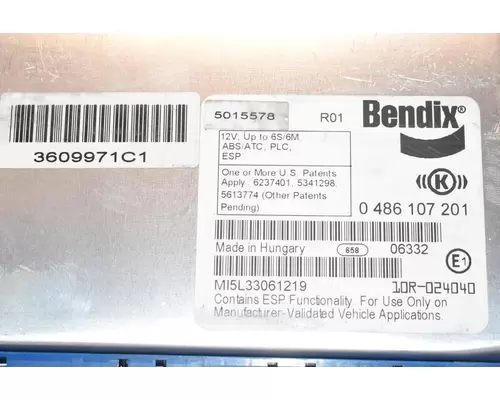 3609971C1
5015578 R01 Bendix®
12V, Up to 6S/6M,
ABS/ATC, PLC,
ESP
One or More U.S. Patents
Apply: 6237401, 5341298,
5613774 (Other Patents
Pending)
K
0 486 107 201
Made in Hungary 658 06332
E1
MI5L33061219 10R-024040
Contains ESP Functionality. For Use Only on
Manufacturer-Validated Vehicle Applications.